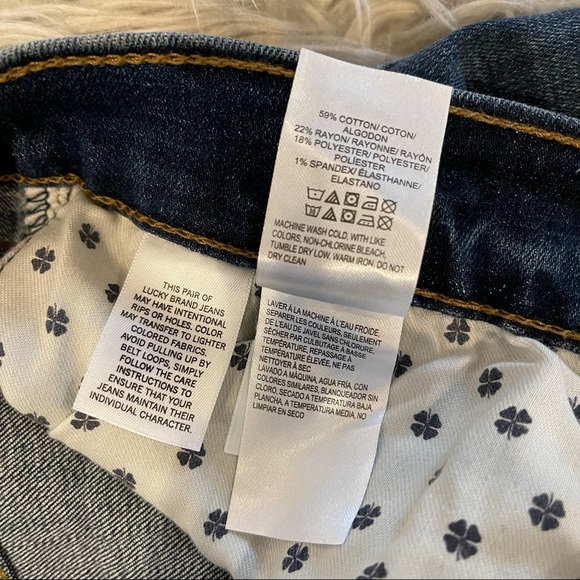 59% COTTON/ COTON/
ALGODON
22% RAYON/ RAYONNE/ RAYÓN
18% POLYESTER/ POLYESTER/
POLÍESTER
1% SPANDEX/ ÉLASTHANNE/
ELASTANO
MACHINE WASH COLD, WITH LIKE
COLORS, NON-CHLORINE BLEACH,
TUMBLE DRY LOW, WARM IRON, DO NOT
DRY CLEAN
LAVER À LA MACHINE À L'EAU FROIDE
SEPARER LES COULEURS, SEULEMENT
DE L'EAU DE JAVEL SANS CHLORURE,
SÉCHER PAR CULBUTAGE À BASSE
TEMPÉRATURE, REPASSAGE À
TEMPÉRATURE ÉLEVÉE, NE PAS
NETTOYER À SEC
LAVADO A MÁQUINA, AGUA FRÍA, CON
COLORES SIMILARES, BLANQUEADOR SIN
CLORO, SECADO A TEMPERATURA BAJA,
PLANCHA, A TEMPERATURA MEDIA, NO
LIMPIAR EN SECO
THIS PAIR OF
LUCKY BRAND JEANS
MAY HAVE INTENTIONAL
RIPS OR HOLES. COLOR
MAY TRANSFER TO LIGHTER
COLORED FABRICS.
AVOID PULLING UP BY
BELT LOOPS, SIMPLY
FOLLOW THE CARE
INSTRUCTIONS TO
ENSURE THAT YOUR
JEANS MAINTAIN THEIR
INDIVIDUAL CHARACTER.